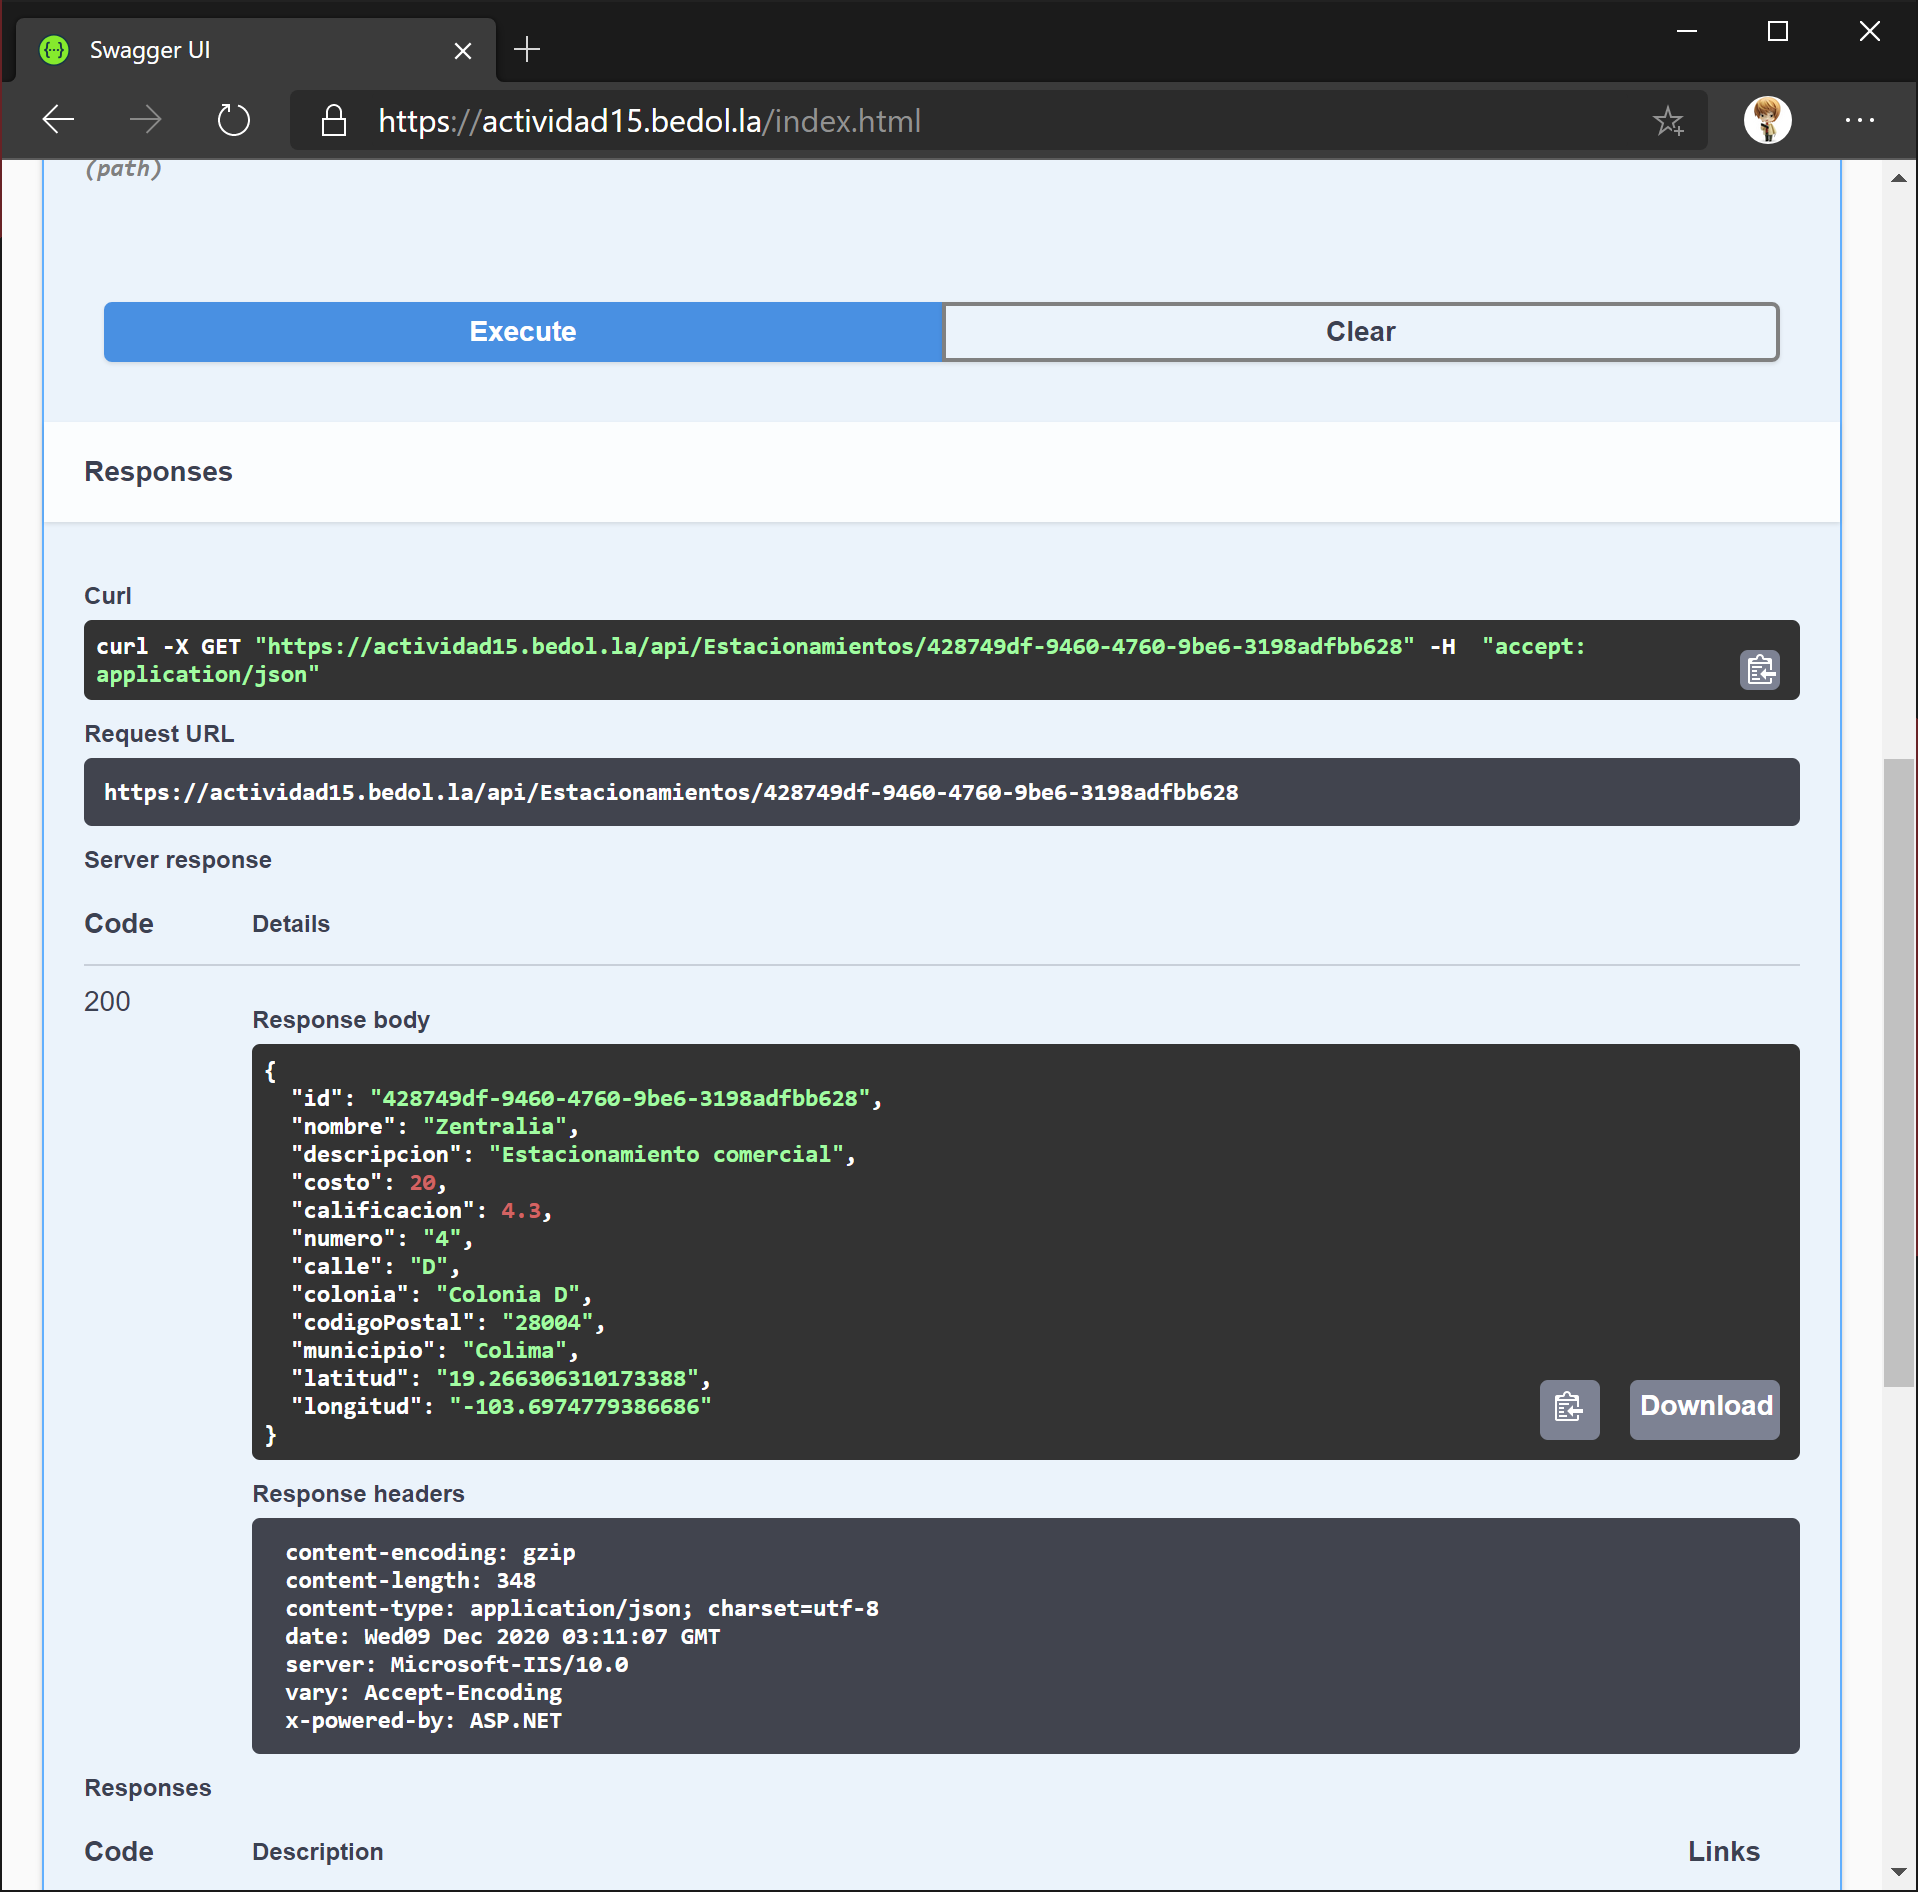 Swagger UI
https://actividad15.bedol.la/index.html
(path)
Execute
Clear
Responses
Curl
curl -X GET "https://actividad15.bedol.la/api/Estacionamientos/428749df-9460-4760-9be6-3198adfbb628" -H  "accept:
application/json"
Request URL
https://actividad15.bedol.la/api/Estacionamientos/428749df-9460-4760-9be6-3198adfbb628
Server response
Code
Details
200
Response body
{
  "id": "428749df-9460-4760-9be6-3198adfbb628",
  "nombre": "Zentralia",
  "descripcion": "Estacionamiento comercial",
  "costo": 20,
  "calificacion": 4.3,
  "numero": "4",
  "calle": "D",
  "colonia": "Colonia D",
  "codigoPostal": "28004",
  "municipio": "Colima",
  "latitud": "19.266306310173388",
  "longitud": "-103.6974779386686"
}
Download
Response headers
content-encoding: gzip
content-length: 348
content-type: application/json; charset=utf-8
date: Wed09 Dec 2020 03:11:07 GMT
server: Microsoft-IIS/10.0
vary: Accept-Encoding
x-powered-by: ASP.NET
Responses
Code
Description
Links